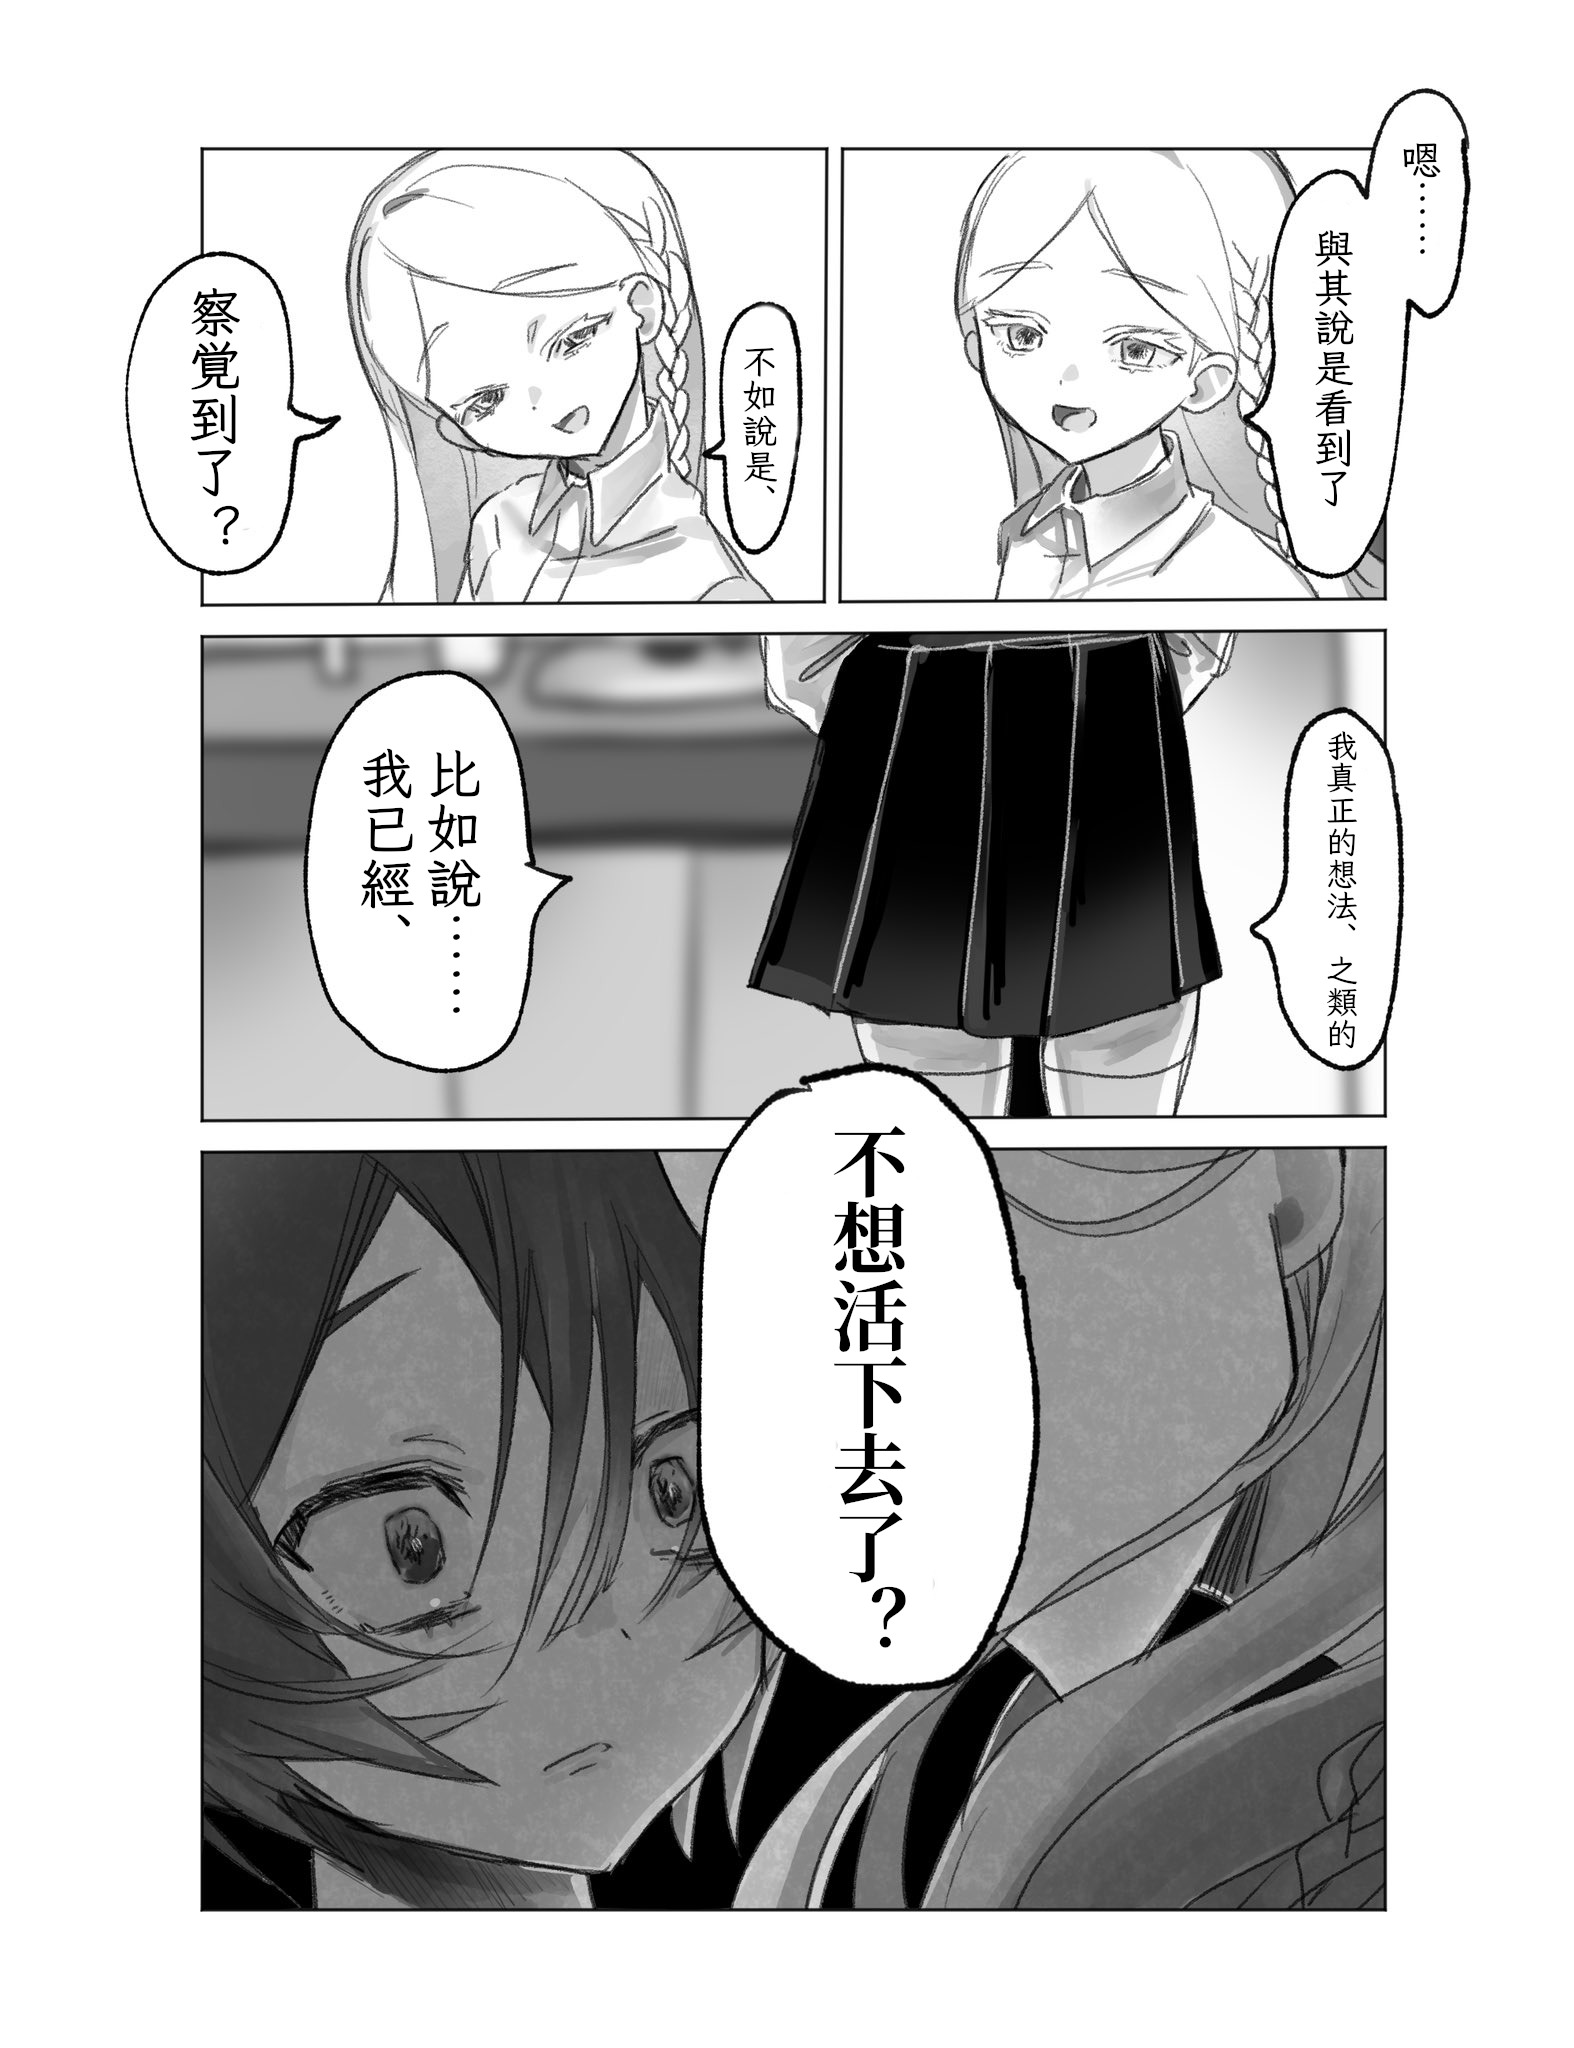 嗯……
與其說是看到了
不如說是、
察覚到了？
我真正的想法、之類的
比如說……
我已經、
不想活下去了？